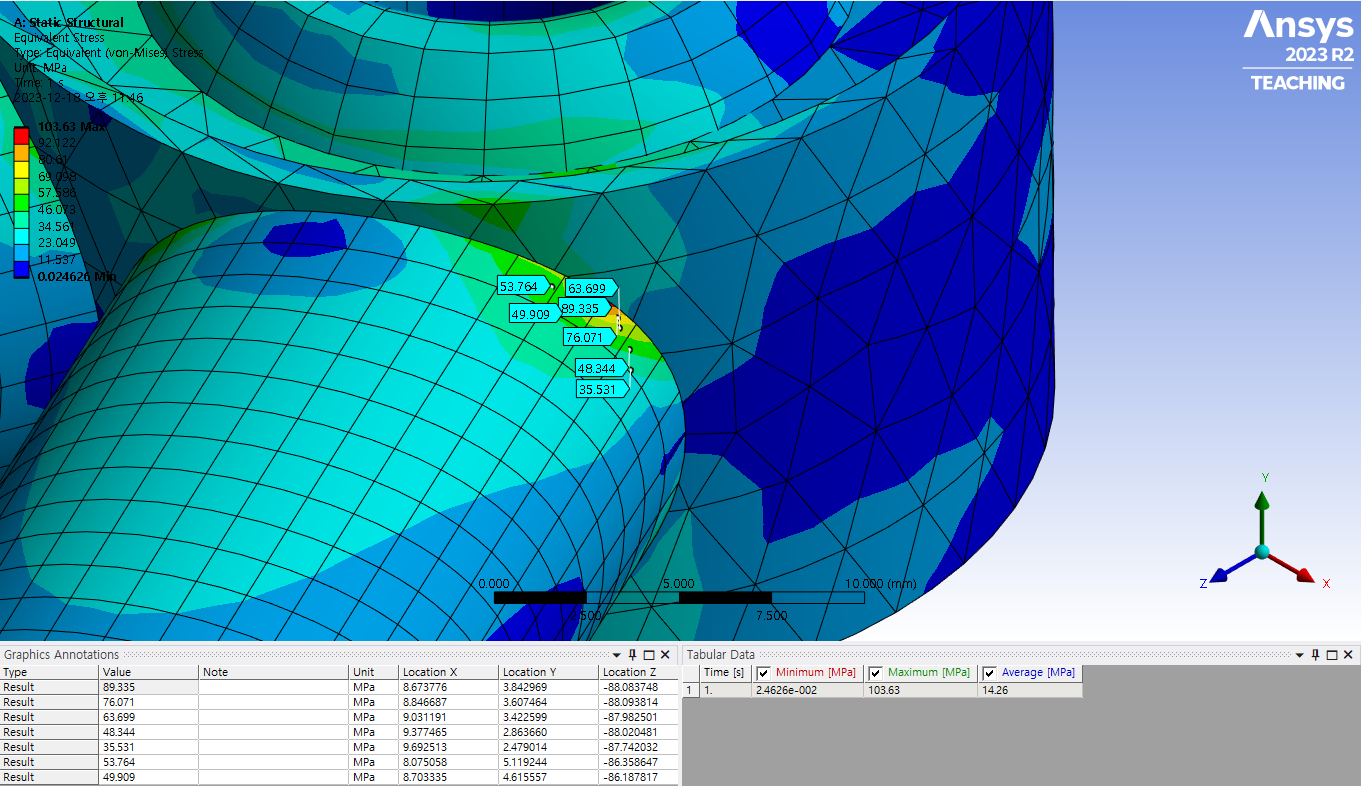 A: Static Structural
Equivalent Stress
Type: Equivalent (von-Mises) Stress
Unit: MPa
Time: 1 s
2023-12-18 오후 11:46
103.63 Max
92.122
80.61
69.098
57.586
46.073
34.561
23.049
11.537
0.024626 Min
Ansys
2023 R2
TEACHING
53.764
63.699
49.909
89.335
76.071
48.344
35.531
0.000
5.000
10.000 (mm)
500
7.500
Y
Z
X
Graphics Annotations
Type Value Note Unit Location X Location Y Location Z
Result 89.335 MPa 8.673776 3.842969 -88.083748
Result 76.071 MPa 8.846687 3.607464 -88.093814
Result 63.699 MPa 9.031191 3.422599 -87.982501
Result 48.344 MPa 9.377465 2.863660 -88.020481
Result 35.531 MPa 9.692513 2.479014 -87.742032
Result 53.764 MPa 8.075058 5.119244 -86.358647
Result 49.909 MPa 8.703335 4.615557 -86.187817
Tabular Data
Time [s] Minimum [MPa] Maximum [MPa] Average [MPa]
1 1. 2.4626e-002 103.63 14.26